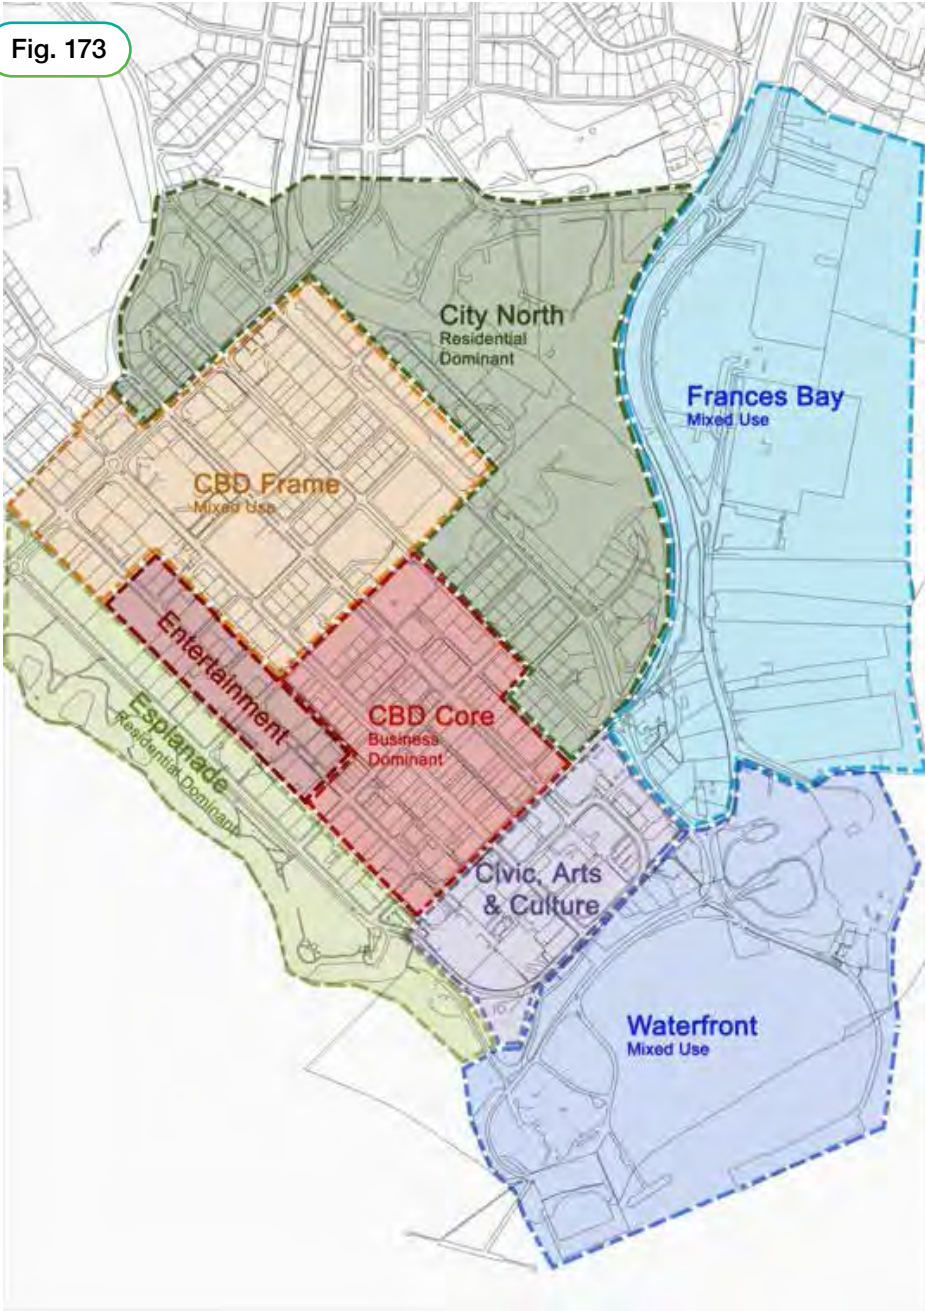 Fig. 173
City North
Residential
Dominant
Frances Bay
Mixed Use
CBD Frame
Mixed Use
Entertainment
Esplanade
Residential Dominant
CBD Core
Business
Dominant
Civic, Arts
& Culture
Waterfront
Mixed Use